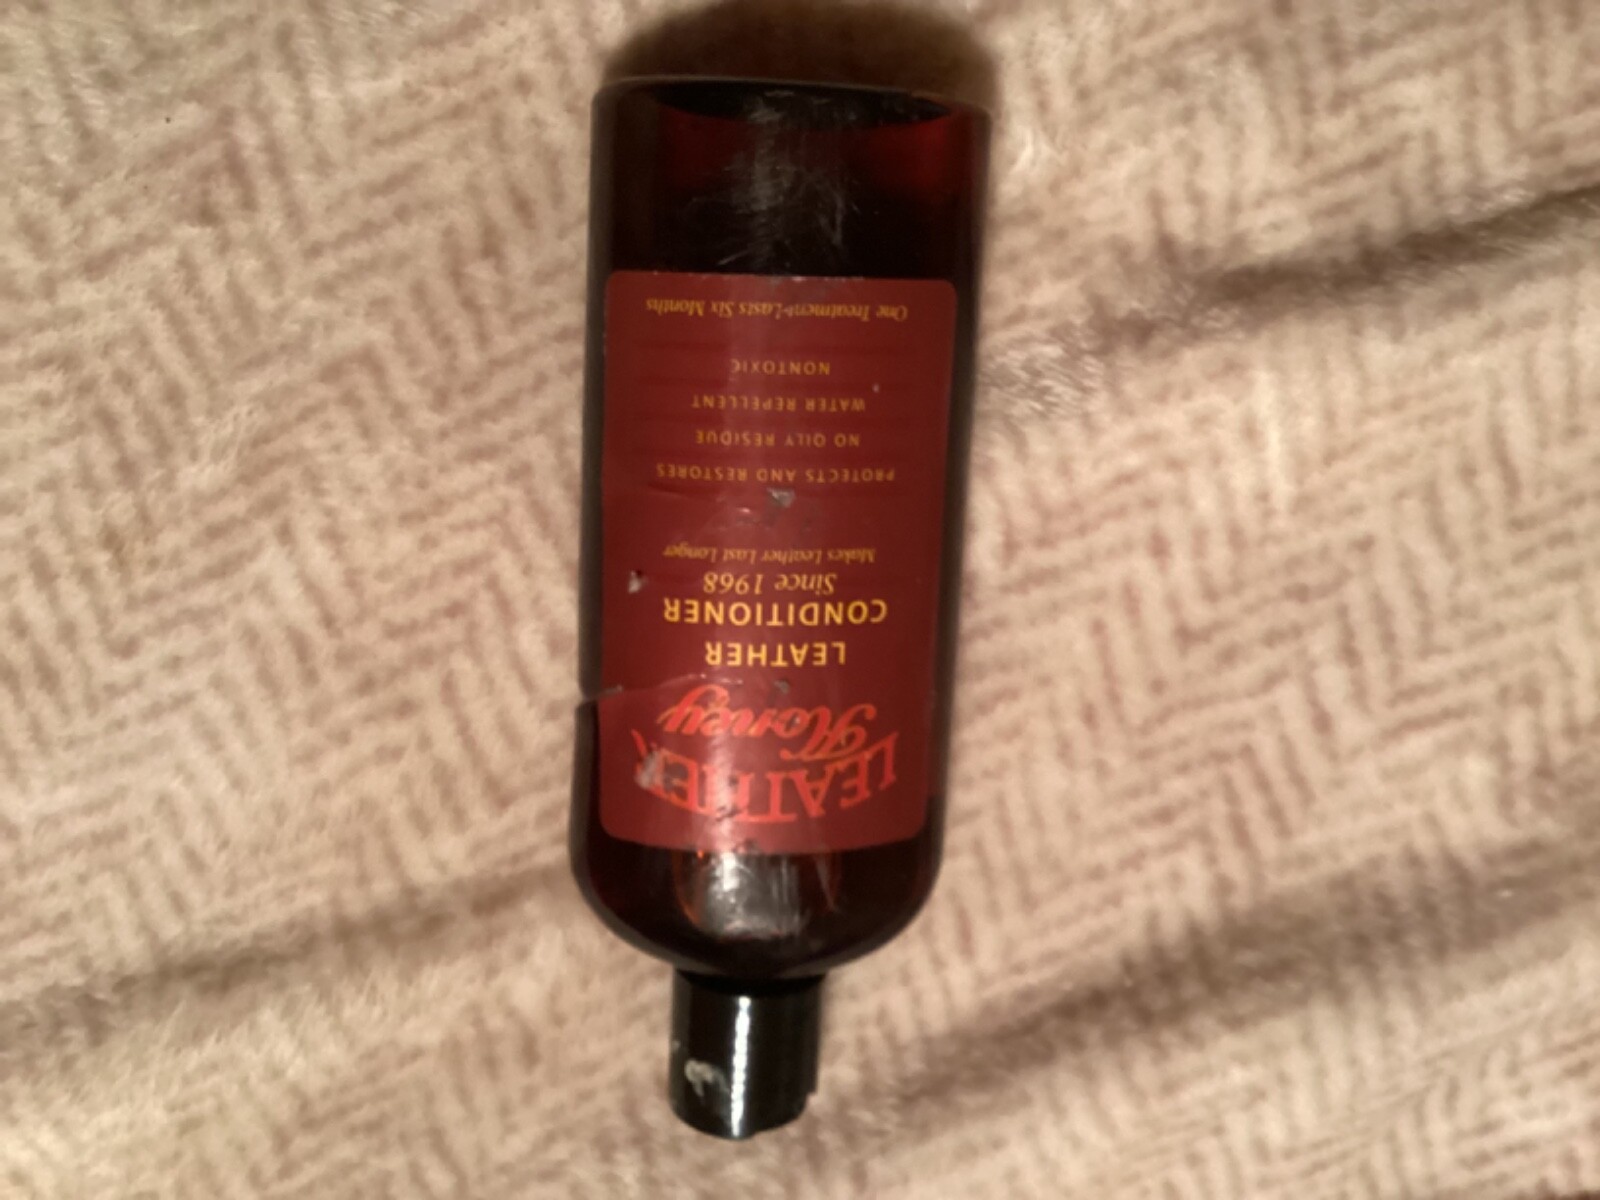 LEATHER
Honey
LEATHER
CONDITIONER
Since 1968
Makes Leather Last Longer
PROTECTS AND RESTORES
NO OILY RESIDUE
WATER REPELLENT
NONTOXIC
One Treatment-Lasts Six Months